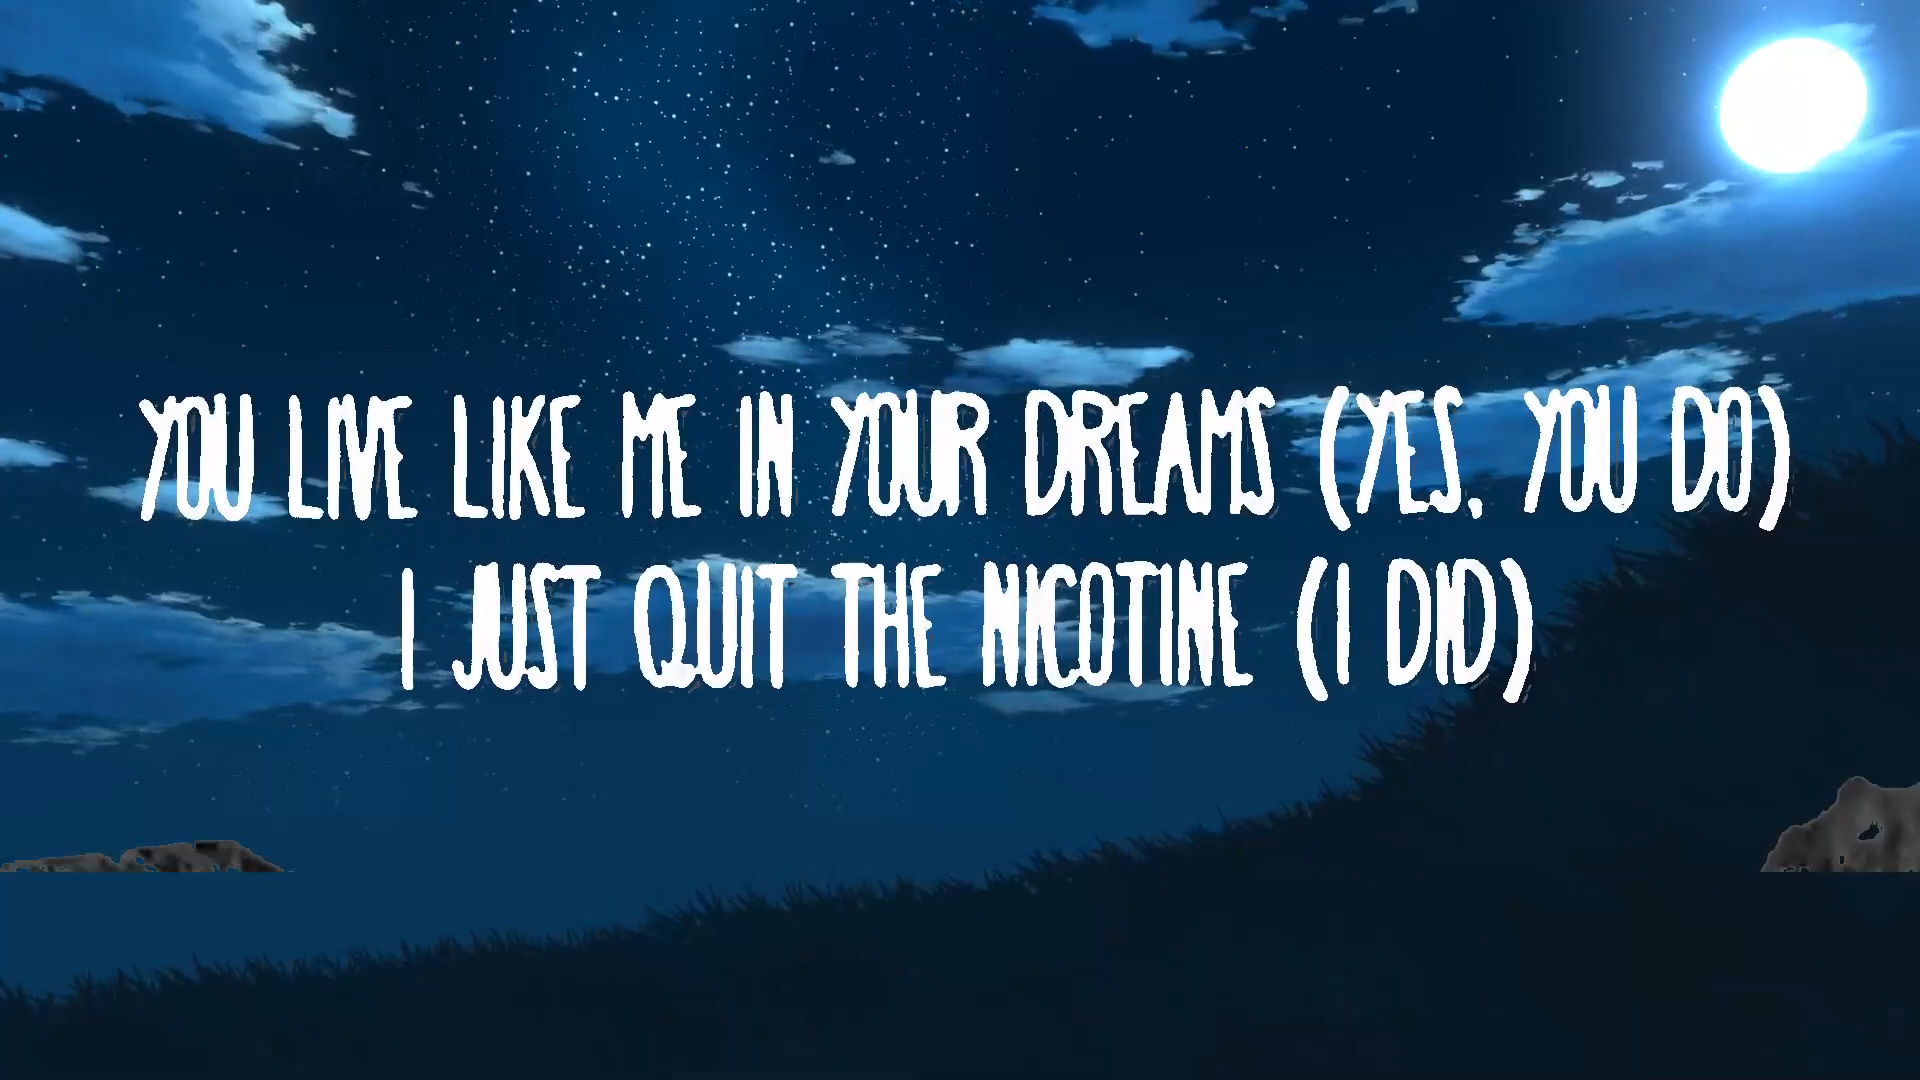 YOU LIVE LIKE ME IN YOUR DREAMS (YES, YOU DO)
I JUST QUIT THE NICOTINE (I DID)